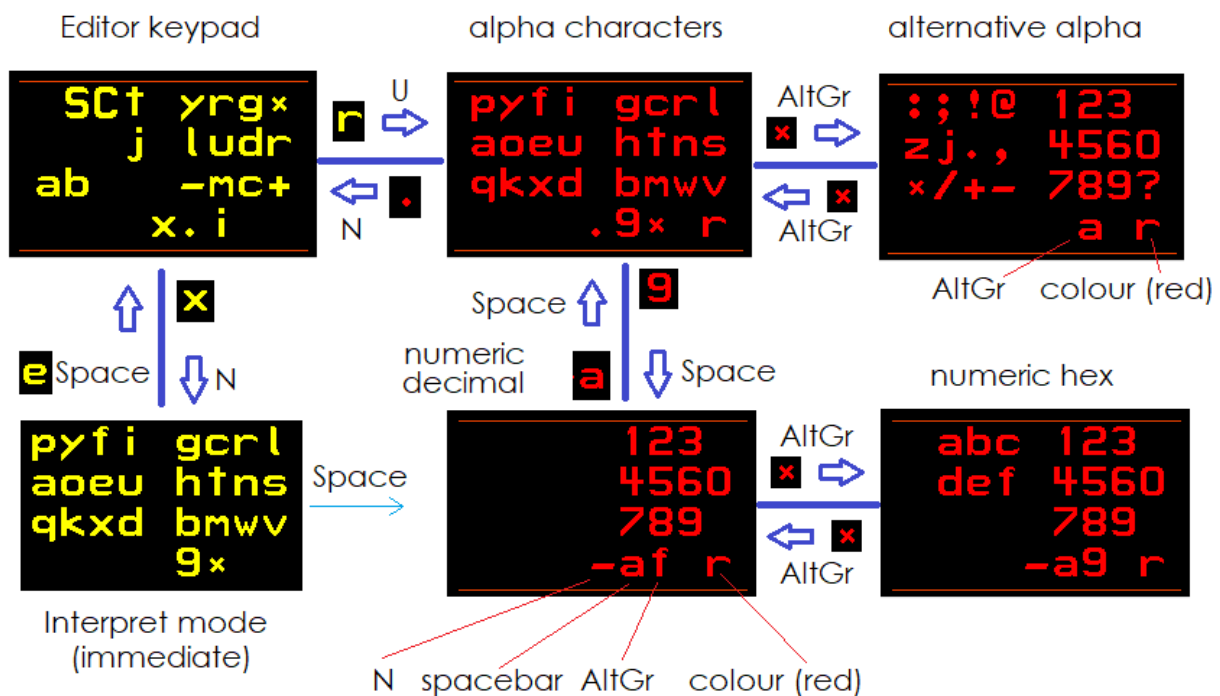 Editor keypad
alpha characters
alternative alpha
SCt yrg×
j ludr
ab -mc+
x.i
r
U
.
N
pyfi gcrl
aoeu htns
qkxd bmwv
.9× r
AltGr
×
×
AltGr
:;!@ 123
zj., 4560
×/+- 789?
a r
AltGr colour (red)
x
e Space
N
Space
9
numeric
decimal
a
Space
numeric hex
pyfi gcrl
aoeu htns
qkxd bmwv
9×
Space
123
4560
789
-af r
AltGr
×
×
AltGr
abc 123
def 4560
789
-a9 r
Interpret mode
(immediate)
N spacebar AltGr colour (red)